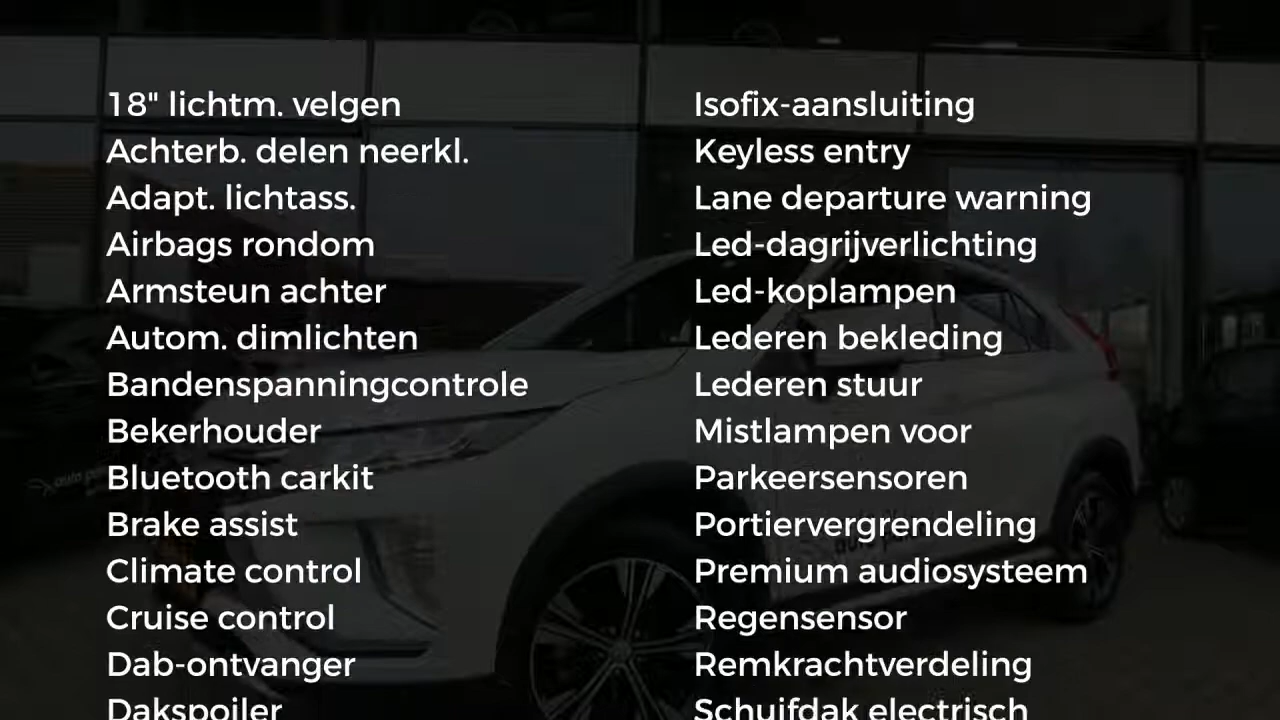 18" lichtm. velgen
Achterb. delen neerkl.
Adapt. lichtass.
Airbags rondom
Armsteun achter
Autom. dimlichten
Bandenspanningcontrole
Bekerhouder
Bluetooth carkit
Brake assist
Climate control
Cruise control
Dab-ontvanger
Dakspoiler
Isofix-aansluiting
Keyless entry
Lane departure warning
Led-dagrijverlichting
Led-koplampen
Lederen bekleding
Lederen stuur
Mistlampen voor
Parkeersensoren
Portiervergrendeling
Premium audiosysteem
Regensensor
Remkrachtverdeling
Schuifdak elektrisch